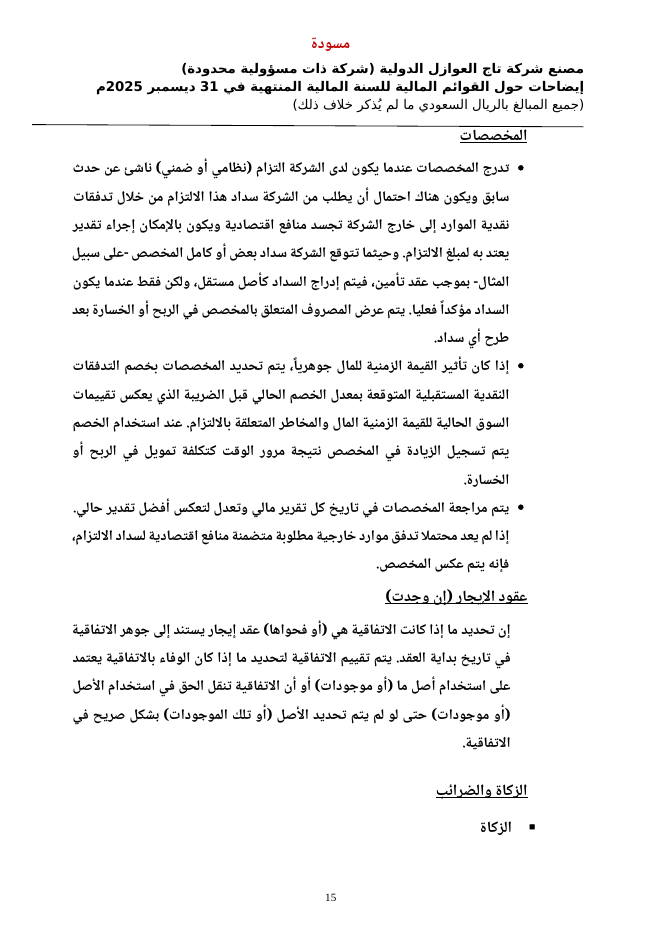 مسودة
مصنع شركة تاج العوازل الدولية (شركة ذات مسؤولية محدودة)
إيضاحات حول القوائم المالية للسنة المالية المنتهية في 31 ديسمبر 2025م
(جميع المبالغ بالريال السعودي ما لم يُذكر خلاف ذلك)
المخصصات
• تدرج المخصصات عندما يكون لدى الشركة التزام (نظامي أو ضمني) ناشئ عن حدث
سابق ويكون هناك احتمال أن يطلب من الشركة سداد هذا الالتزام من خلال تدفقات
نقدية الموارد إلى خارج الشركة تجسد منافع اقتصادية ويكون بالإمكان إجراء تقدير
يعتد به لمبلغ الالتزام. وحيثما تتوقع الشركة سداد بعض أو كامل المخصص -على سبيل
المثال- بموجب عقد تأمين، فيتم إدراج السداد كأصل مستقل، ولكن فقط عندما يكون
السداد مؤكداً فعليا. يتم عرض المصروف المتعلق بالمخصص في الربح أو الخسارة بعد
طرح أي سداد.
• إذا كان تأثير القيمة الزمنية للمال جوهرياً، يتم تحديد المخصصات بخصم التدفقات
النقدية المستقبلية المتوقعة بمعدل الخصم الحالي قبل الضريبة الذي يعكس تقييمات
السوق الحالية للقيمة الزمنية المال والمخاطر المتعلقة بالالتزام. عند استخدام الخصم
يتم تسجيل الزيادة في المخصص نتيجة مرور الوقت كتكلفة تمويل في الربح أو
الخسارة.
• يتم مراجعة المخصصات في تاريخ كل تقرير مالي وتعدل لتعكس أفضل تقدير حالي.
إذا لم يعد محتملا تدفق موارد خارجية مطلوبة متضمنة منافع اقتصادية لسداد الالتزام،
فإنه يتم عكس المخصص.
عقود الايجار (إن وجدت)
إن تحديد ما إذا كانت الاتفاقية هي (أو فحواها) عقد إيجار يستند إلى جوهر الاتفاقية
في تاريخ بداية العقد. يتم تقييم الاتفاقية لتحديد ما إذا كان الوفاء بالاتفاقية يعتمد
على استخدام أصل ما (أو موجودات) أو أن الاتفاقية تنقل الحق في استخدام الأصل
(أو موجودات) حتى لو لم يتم تحديد الأصل (أو تلك الموجودات) بشكل صريح في
الاتفاقية.
الزكاة والضرائب
▪ الزكاة
15